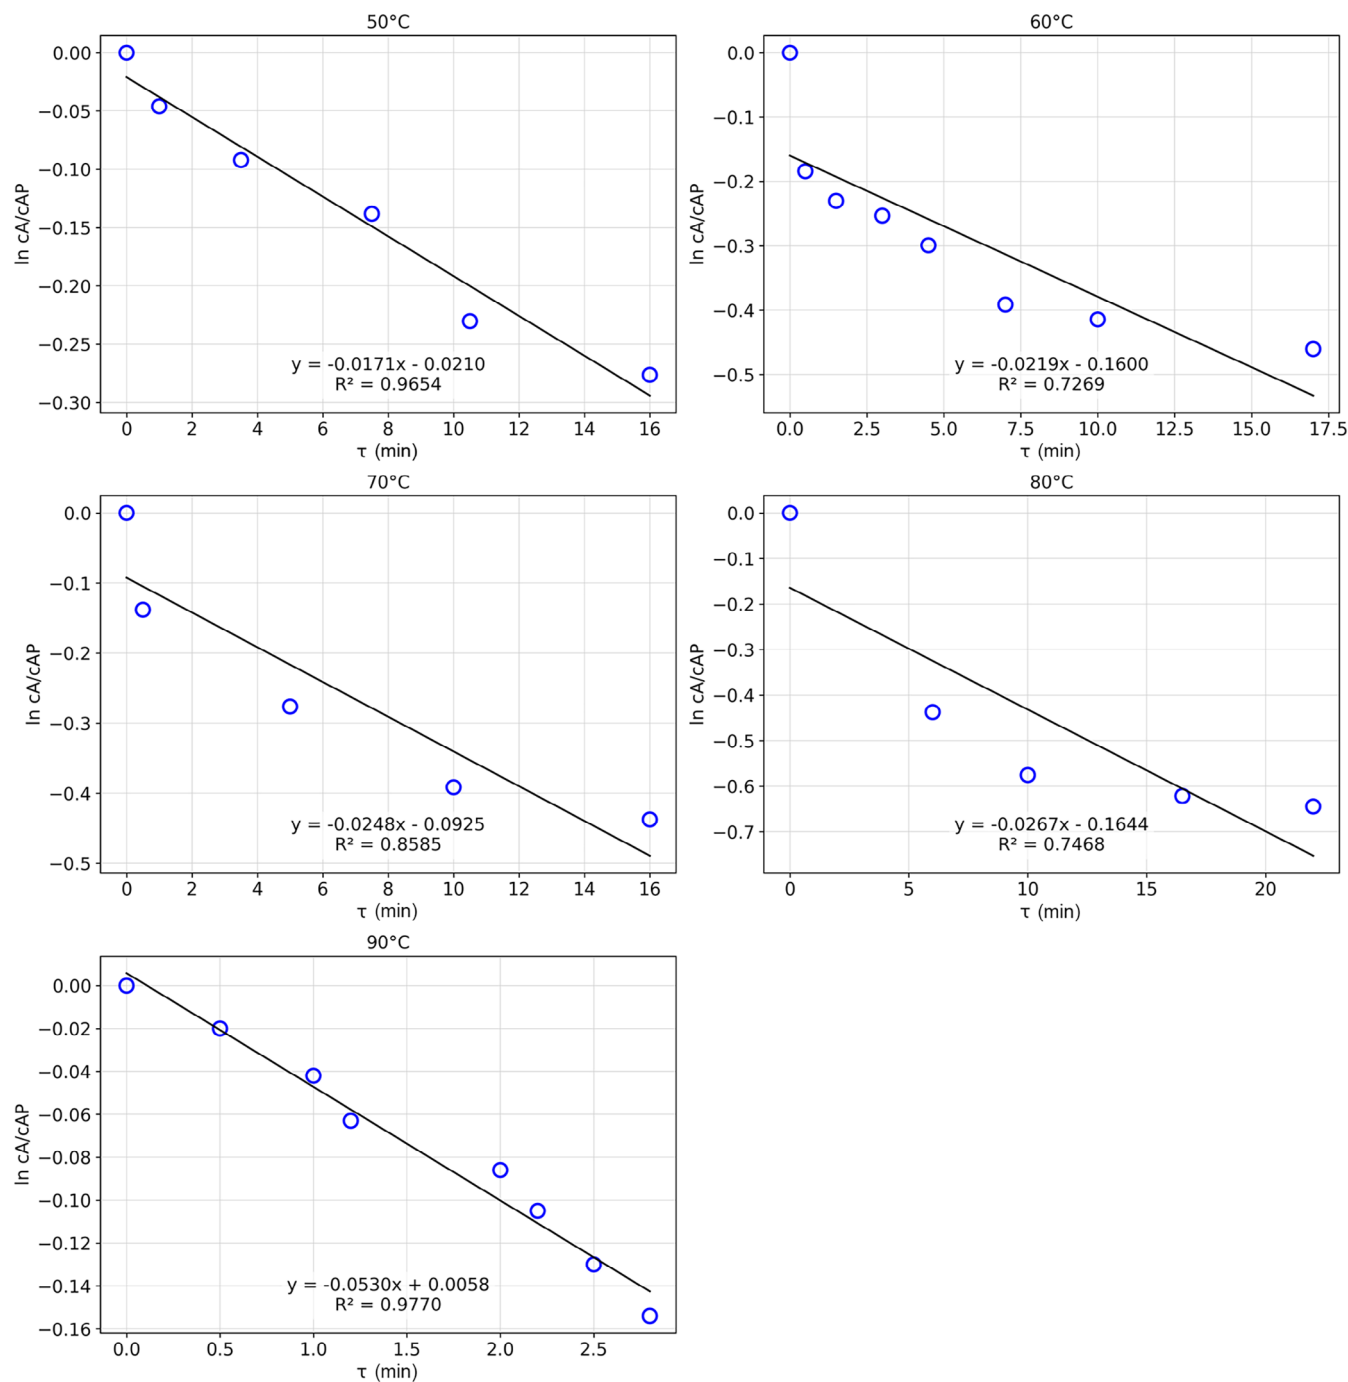 50°C
0.00
−0.05
−0.10
−0.15
−0.20
−0.25
−0.30
ln cA/cAP
y = -0.0171x - 0.0210
R² = 0.9654
0 2 4 6 8 10 12 14 16
τ (min)
60°C
0.0
−0.1
−0.2
−0.3
−0.4
−0.5
ln cA/cAP
y = -0.0219x - 0.1600
R² = 0.7269
0.0 2.5 5.0 7.5 10.0 12.5 15.0 17.5
τ (min)
70°C
0.0
−0.1
−0.2
−0.3
−0.4
−0.5
ln cA/cAP
y = -0.0248x - 0.0925
R² = 0.8585
0 2 4 6 8 10 12 14 16
τ (min)
80°C
0.0
−0.1
−0.2
−0.3
−0.4
−0.5
−0.6
−0.7
ln cA/cAP
y = -0.0267x - 0.1644
R² = 0.7468
0 5 10 15 20
τ (min)
90°C
0.00
−0.02
−0.04
−0.06
−0.08
−0.10
−0.12
−0.14
−0.16
ln cA/cAP
y = -0.0530x + 0.0058
R² = 0.9770
0.0 0.5 1.0 1.5 2.0 2.5
τ (min)